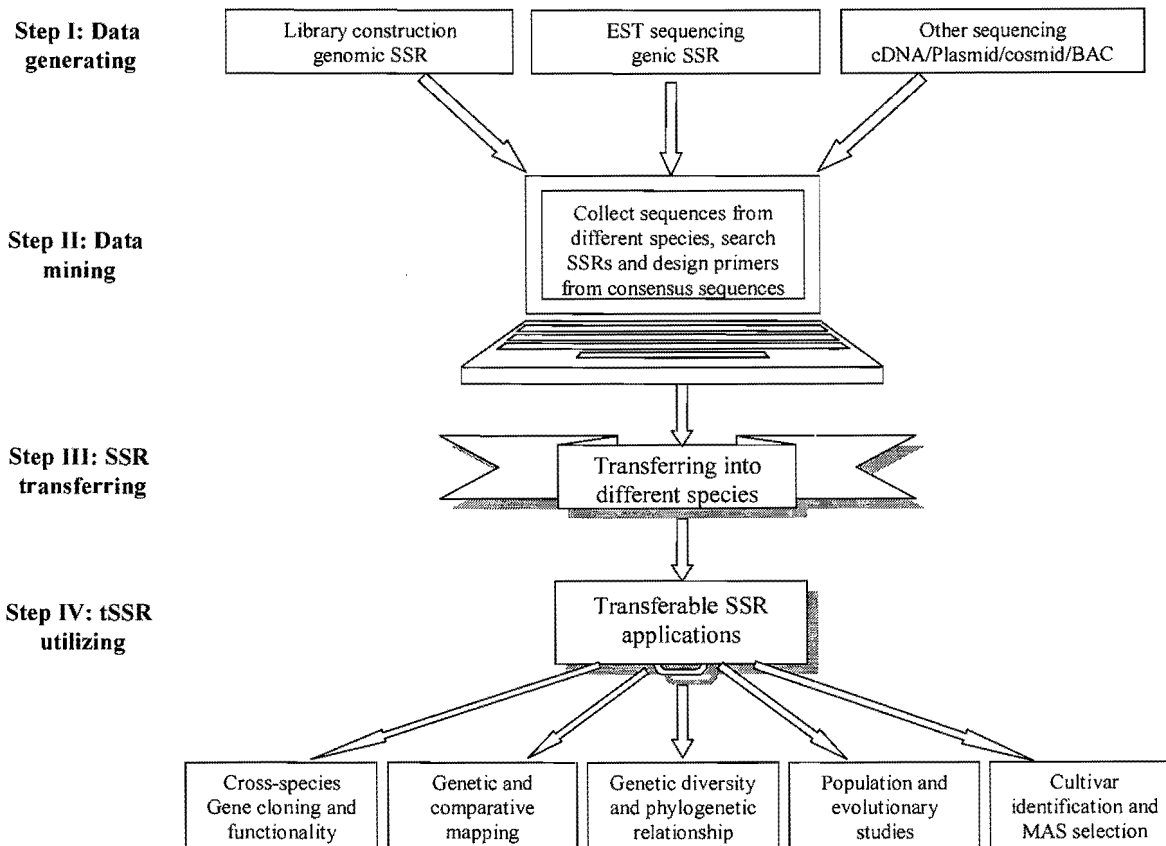 Step I: Data
generating
Library construction
genomic SSR
EST sequencing
genic SSR
Other sequencing
cDNA/Plasmid/cosmid/BAC
Step II: Data
mining
Collect sequences from
different species, search
SSRs and design primers
from consensus sequences
Step III: SSR
transferring
Transferring into
different species
Step IV: tSSR
utilizing
Transferable SSR
applications
Cross-species
Gene cloning and
functionality
Genetic and
comparative
mapping
Genetic diversity
and phylogenetic
relationship
Population and
evolutionary
studies
Cultivar
identification and
MAS selection